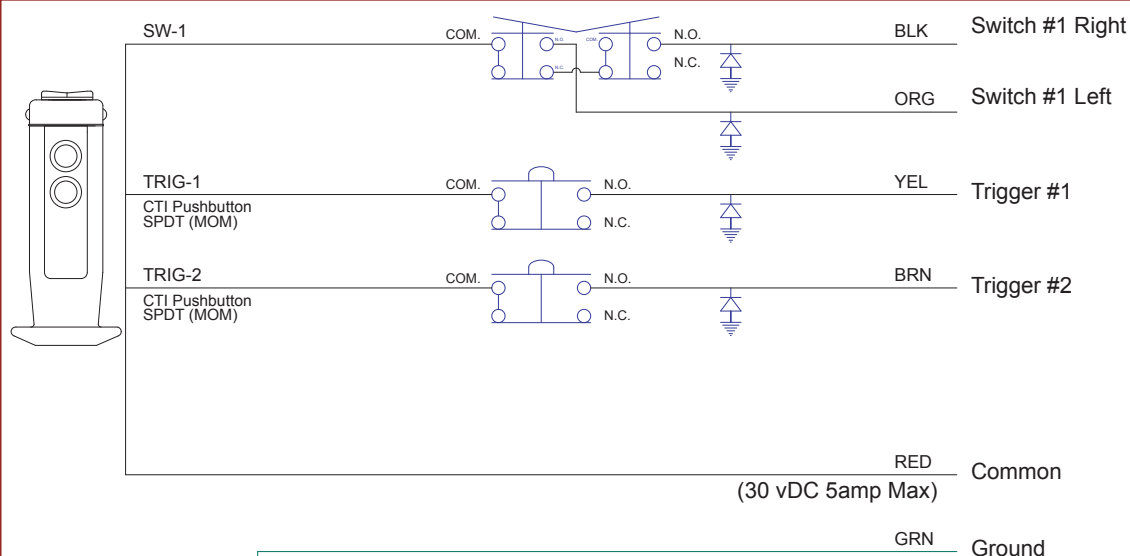 SW-1 COM. N.O. COM. N.O. BLK Switch #1 Right
N.C. N.C.
ORG Switch #1 Left
TRIG-1 COM. N.O. YEL Trigger #1
CTI Pushbutton
SPDT (MOM)
N.C.
TRIG-2 COM. N.O. BRN Trigger #2
CTI Pushbutton
SPDT (MOM)
N.C.
RED Common
(30 vDC 5amp Max)
GRN Ground